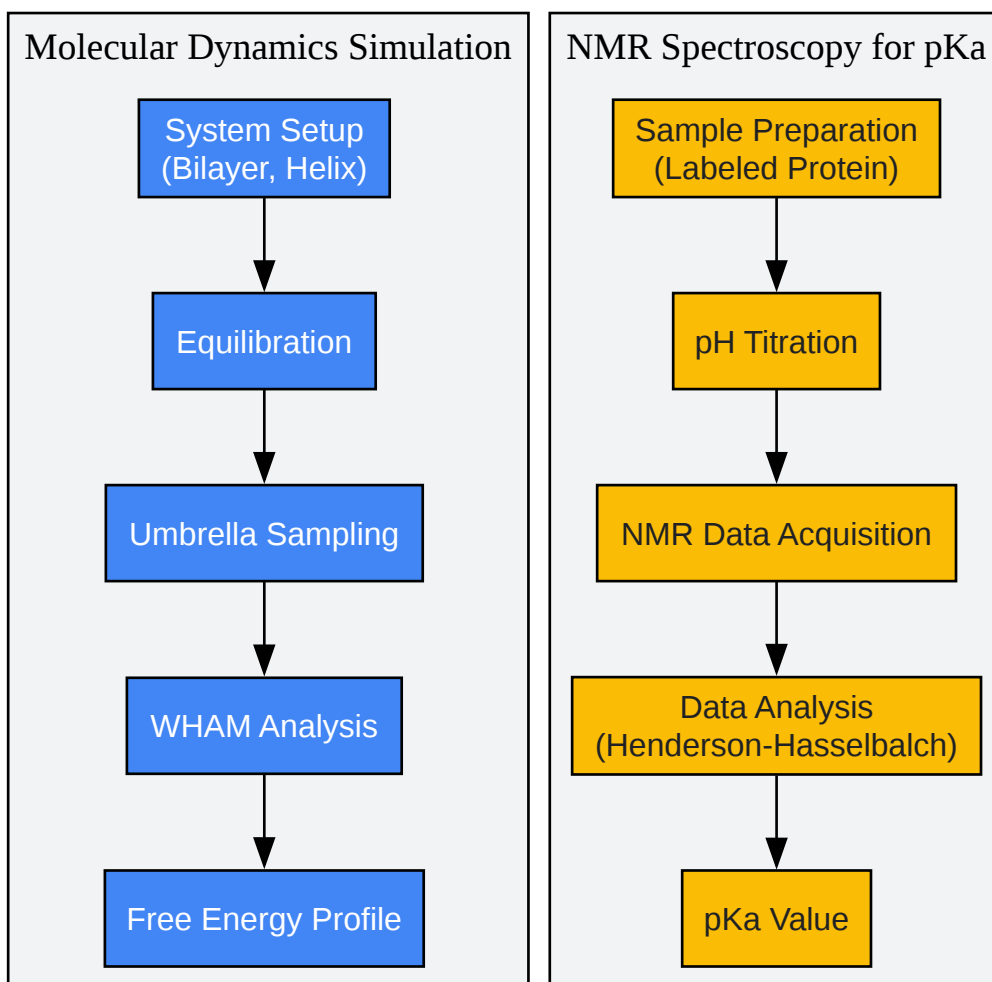 Molecular Dynamics Simulation
System Setup
(Bilayer, Helix)
Equilibration
Umbrella Sampling
WHAM Analysis
Free Energy Profile
NMR Spectroscopy for pKa
Sample Preparation
(Labeled Protein)
pH Titration
NMR Data Acquisition
Data Analysis
(Henderson-Hasselbalch)
pKa Value